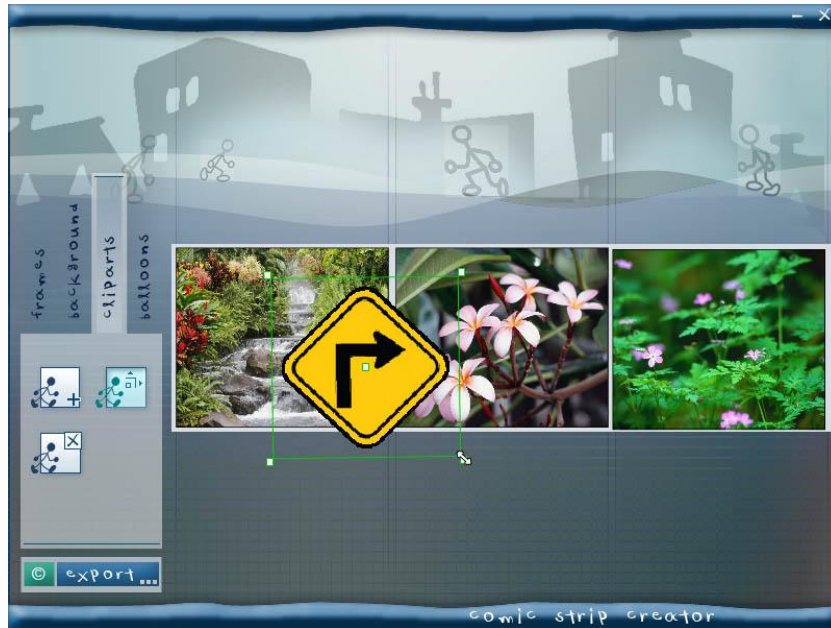 frames
background
cliparts
balloons
© export...
comic strip creator